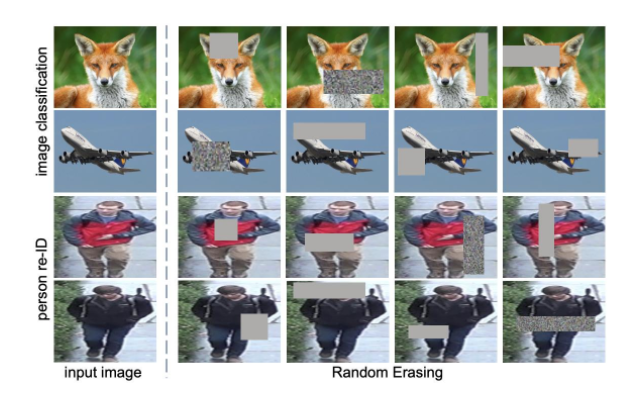 image classification
person re-ID
input image
Random Erasing